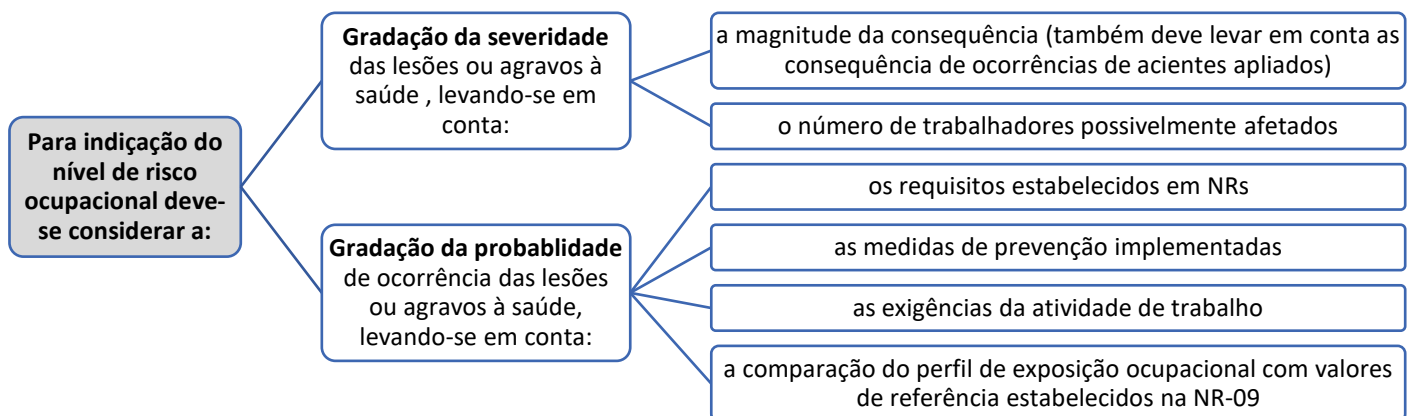 Para indicação do
nível de risco
ocupacional deve-
se considerar a:
Gradação da severidade
das lesões ou agravos à
saúde , levando-se em
conta:
a magnitude da consequência (também deve levar em conta as
consequência de ocorrências de acientes apliados)
o número de trabalhadores possivelmente afetados
Gradação da probablidade
de ocorrência das lesões
ou agravos à saúde,
levando-se em conta:
os requisitos estabelecidos em NRs
as medidas de prevenção implementadas
as exigências da atividade de trabalho
a comparação do perfil de exposição ocupacional com valores
de referência estabelecidos na NR-09